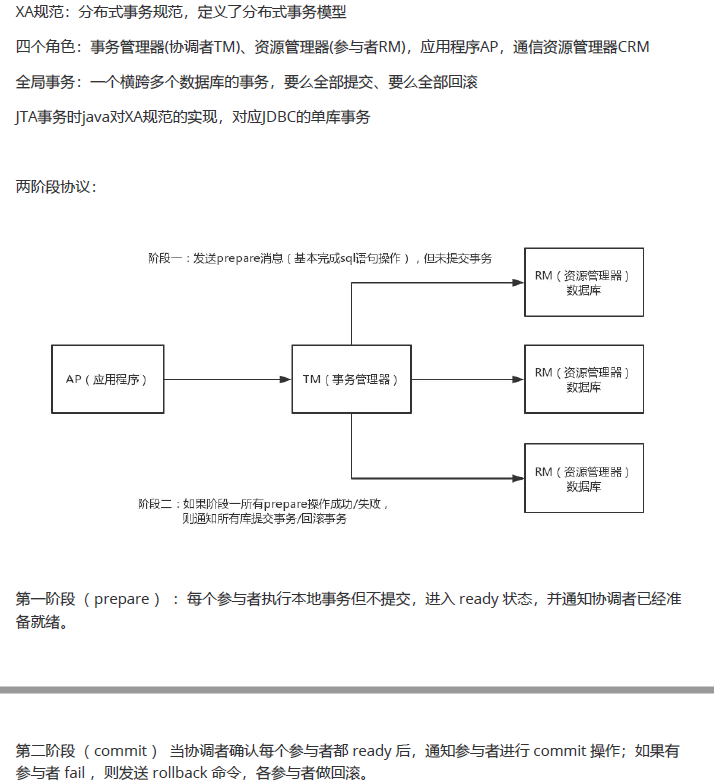 XA规范：分布式事务规范，定义了分布式事务模型
四个角色：事务管理器(协调者TM)、资源管理器(参与者RM)，应用程序AP，通信资源管理器CRM
全局事务：一个横跨多个数据库的事务，要么全部提交、要么全部回滚
JTA事务时java对XA规范的实现，对应JDBC的单库事务
两阶段协议：
阶段一：发送prepare消息（基本完成sql语句操作），但未提交事务
RM（资源管理器）
数据库
AP（应用程序）
TM（事务管理器）
RM（资源管理器）
数据库
RM（资源管理器）
数据库
阶段二：如果阶段一所有prepare操作成功/失败，
则通知所有库提交事务/回滚事务
第一阶段（ prepare ） ：每个参与者执行本地事务但不提交，进入 ready 状态，并通知协调者已经准
备就绪。
第二阶段（ commit ） 当协调者确认每个参与者都 ready 后，通知参与者进行 commit 操作；如果有
参与者 fail ，则发送 rollback 命令，各参与者做回滚。